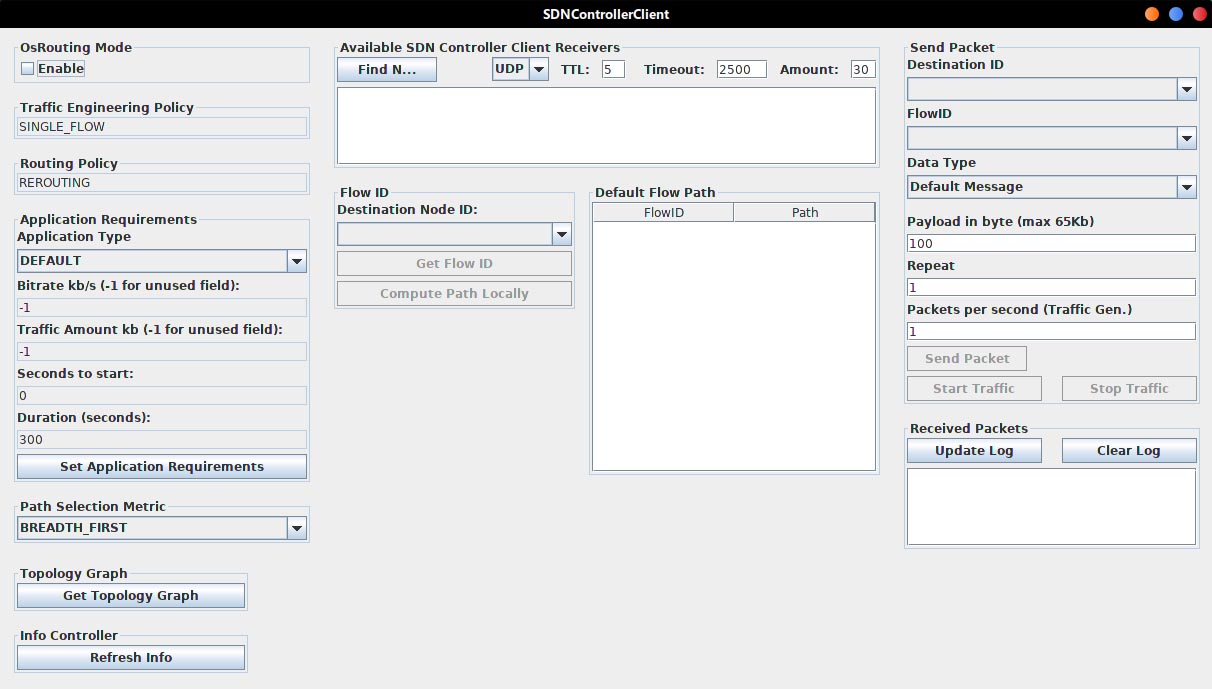 SDNControllerClient
OsRouting Mode
Enable
Traffic Engineering Policy
SINGLE_FLOW
Routing Policy
REROUTING
Application Requirements
Application Type
DEFAULT
Bitrate kb/s (-1 for unused field):
-1
Traffic Amount kb (-1 for unused field):
-1
Seconds to start:
0
Duration (seconds):
300
Set Application Requirements
Path Selection Metric
BREADTH_FIRST
Topology Graph
Get Topology Graph
Info Controller
Refresh Info
Available SDN Controller Client Receivers
Find N... UDP TTL: 5 Timeout: 2500 Amount: 30
Flow ID
Destination Node ID:
Get Flow ID
Compute Path Locally
Default Flow Path
FlowID Path
Send Packet
Destination ID
FlowID
Data Type
Default Message
Payload in byte (max 65Kb)
100
Repeat
1
Packets per second (Traffic Gen.)
1
Send Packet
Start Traffic Stop Traffic
Received Packets
Update Log Clear Log